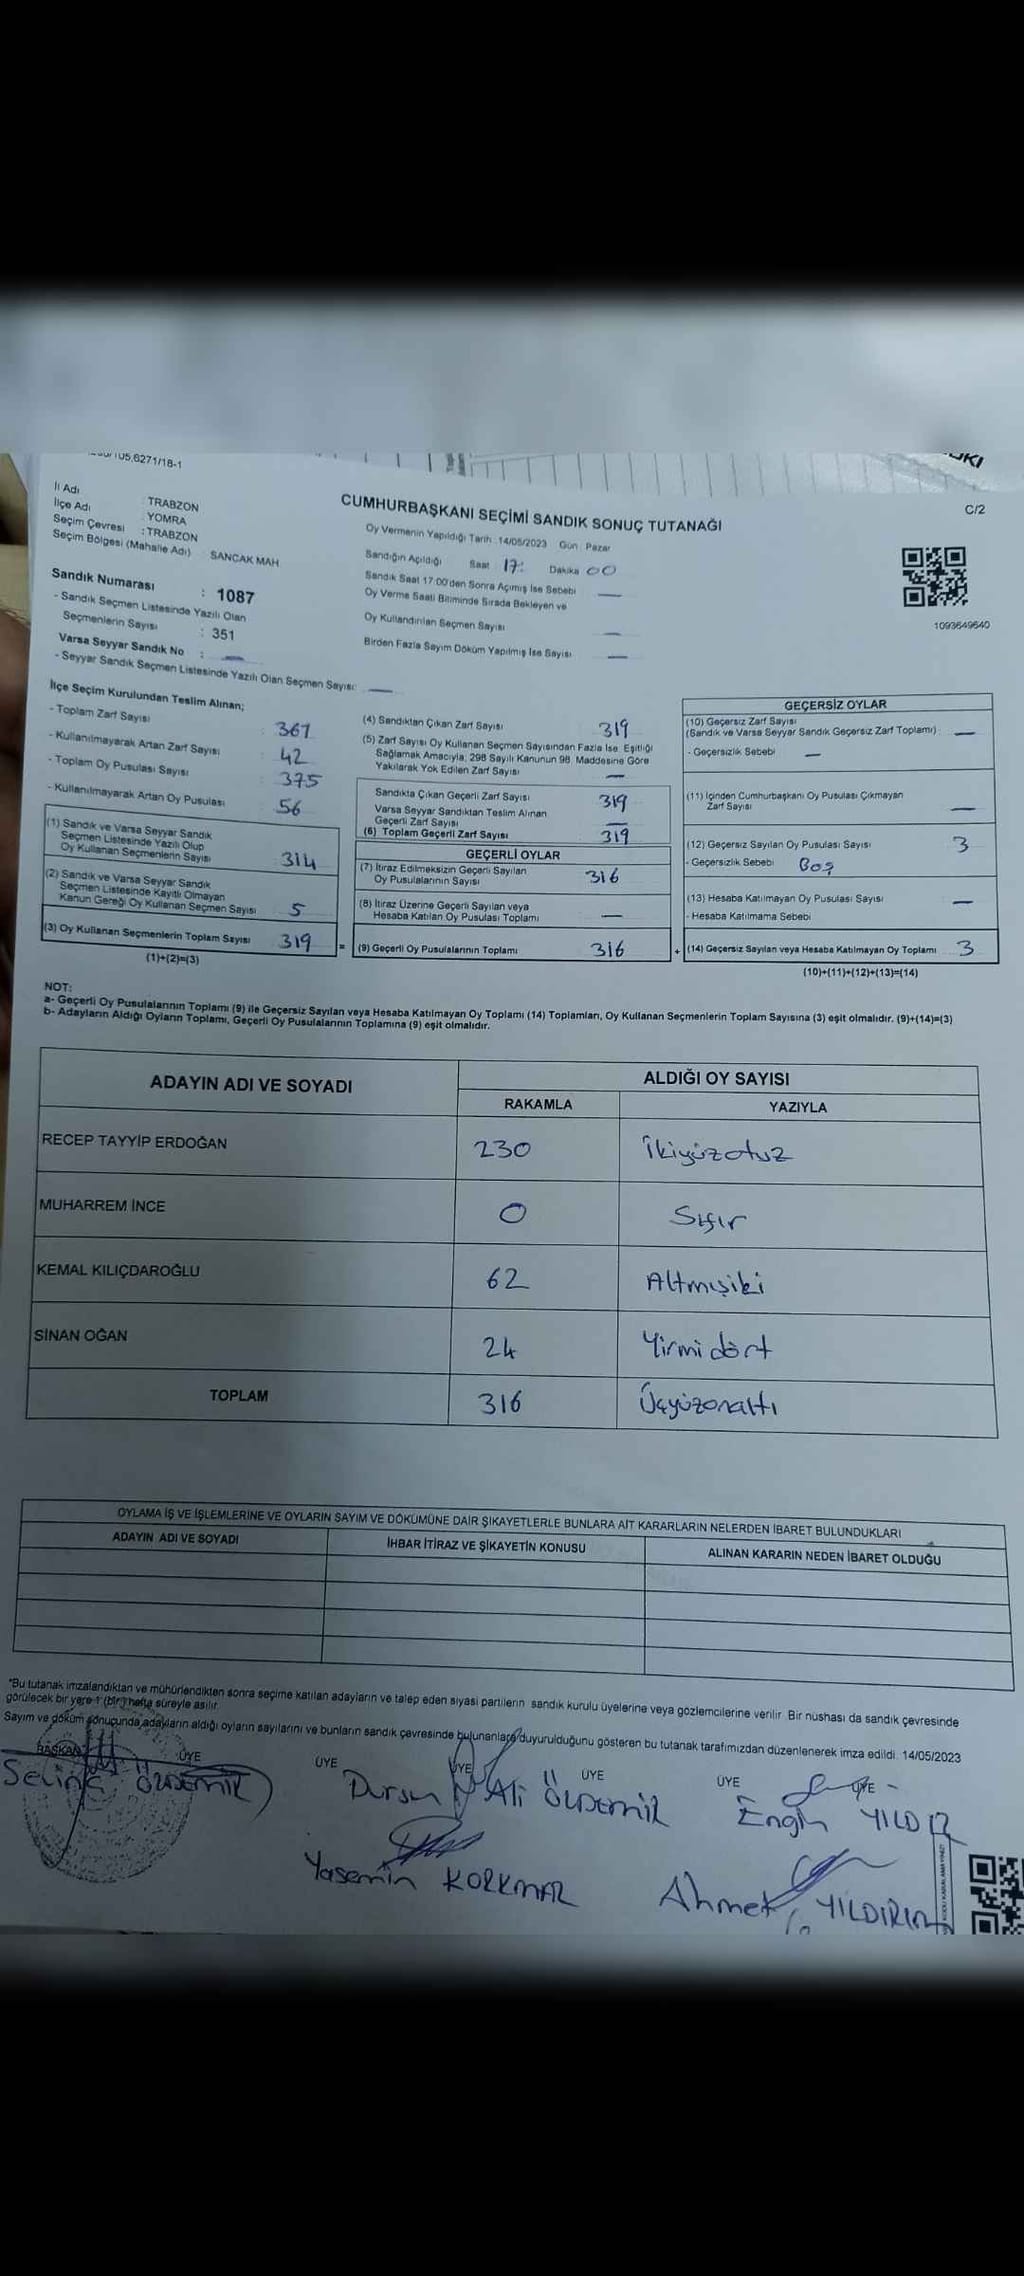 /105.6271/18-1
C/2
İl Adı : TRABZON
İlçe Adı : YOMRA
Seçim Çevresi : TRABZON
Seçim Bölgesi (Mahalle Adı) : SANCAK MAH
CUMHURBAŞKANI SEÇİMİ SANDIK SONUÇ TUTANAĞI
Oy Vermenin Yapıldığı Tarih : 14/05/2023 Gün : Pazar
Sandığın Açıldığı Saat 17: Dakika 00
Sandık Saat 17:00'den Sonra Açımış İse Sebebi —
Oy Verme Saati Bitiminde Sırada Bekleyen ve
Oy Kullandırılan Seçmen Sayısı —
Birden Fazla Sayım Döküm Yapılmış İse Sayısı —
1093649640
Sandık Numarası : 1087
- Sandık Seçmen Listesinde Yazılı Olan
Seçmenlerin Sayısı : 351
Varsa Seyyar Sandık No : —
- Seyyar Sandık Seçmen Listesinde Yazılı Olan Seçmen Sayısı: —
İlçe Seçim Kurulundan Teslim Alınan;
- Toplam Zarf Sayısı : 361
- Kullanılmayarak Artan Zarf Sayısı : 42
- Toplam Oy Pusulası Sayısı : 375
- Kullanılmayarak Artan Oy Pusulası : 56
(1) Sandık ve Varsa Seyyar Sandık
Seçmen Listesinde Yazılı Olup
Oy Kullanan Seçmenlerin Sayısı 314
(2) Sandık ve Varsa Seyyar Sandık
Seçmen Listesinde Kayıtlı Olmayan
Kanun Gereği Oy Kullanan Seçmen Sayısı 5
(3) Oy Kullanan Seçmenlerin Toplam Sayısı 319
(1)+(2)=(3)
(4) Sandıktan Çıkan Zarf Sayısı 319
(5) Zarf Sayısı Oy Kullanan Seçmen Sayısından Fazla İse, Eşitliği
Sağlamak Amacıyla, 298 Sayılı Kanunun 98. Maddesine Göre
Yakılarak Yok Edilen Zarf Sayısı —
Sandıkta Çıkan Geçerli Zarf Sayısı 319
Varsa Seyyar Sandıktan Teslim Alınan
Geçerli Zarf Sayısı —
(6) Toplam Geçerli Zarf Sayısı 319
GEÇERLİ OYLAR
(7) İtiraz Edilmeksizin Geçerli Sayılan
Oy Pusulalarının Sayısı 316
(8) İtiraz Üzerine Geçerli Sayılan veya
Hesaba Katılan Oy Pusulası Toplamı —
= (9) Geçerli Oy Pusulalarının Toplamı 316
GEÇERSİZ OYLAR
(10) Geçersiz Zarf Sayısı
(Sandık ve Varsa Seyyar Sandık Geçersiz Zarf Toplamı) : —
- Geçersizlik Sebebi —
(11) İçinden Cumhurbaşkanı Oy Pusulası Çıkmayan
Zarf Sayısı —
(12) Geçersiz Sayılan Oy Pusulası Sayısı 3
- Geçersizlik Sebebi Boş
(13) Hesaba Katılmayan Oy Pusulası Sayısı —
- Hesaba Katılmama Sebebi
+ (14) Geçersiz Sayılan veya Hesaba Katılmayan Oy Toplamı 3
(10)+(11)+(12)+(13)=(14)
NOT:
a- Geçerli Oy Pusulalarının Toplamı (9) ile Geçersiz Sayılan veya Hesaba Katılmayan Oy Toplamı (14) Toplamları, Oy Kullanan Seçmenlerin Toplam Sayısına (3) eşit olmalıdır. (9)+(14)=(3)
b- Adayların Aldığı Oyların Toplamı, Geçerli Oy Pusulalarının Toplamına (9) eşit olmalıdır.
ADAYIN ADI VE SOYADI
ALDIĞI OY SAYISI
RAKAMLA YAZIYLA
RECEP TAYYİP ERDOĞAN 230 İkiyüzotuz
MUHARREM İNCE 0 Sıfır
KEMAL KILIÇDAROĞLU 62 Altmışiki
SİNAN OĞAN 24 Yirmidört
TOPLAM 316 Üçyüzonaltı
OYLAMA İŞ VE İŞLEMLERİNE VE OYLARIN SAYIM VE DÖKÜMÜNE DAİR ŞİKAYETLERLE BUNLARA AİT KARARLARIN NELERDEN İBARET BULUNDUKLARI
ADAYIN ADI VE SOYADI İHBAR İTİRAZ VE ŞİKAYETİN KONUSU ALINAN KARARIN NEDEN İBARET OLDUĞU
*Bu tutanak imzalandıktan ve mühürlendikten sonra seçime katılan adayların ve talep eden siyasi partilerin sandık kurulu üyelerine veya gözlemcilerine verilir. Bir nüshası da sandık çevresinde
görülecek bir yere 1 (bir) hafta süreyle asılır.
Sayım ve döküm sonucunda adayların aldığı oyların sayılarını ve bunların sandık çevresinde bulunanlara duyurulduğunu gösteren bu tutanak tarafımızdan düzenlenerek imza edildi. 14/05/2023
BAŞKAN ÜYE ÜYE ÜYE ÜYE ÜYE ÜYE
Dursun Ali ÖZDEMİR
Engin YILDIZ
Yasemin KORKMAZ
Ahmet YILDIRIM